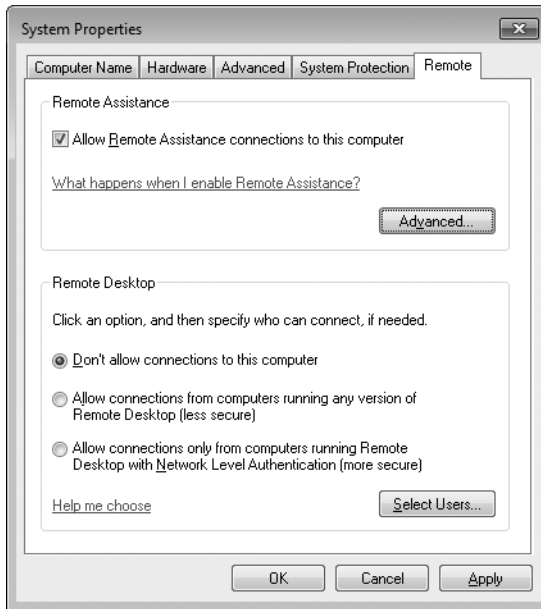 System Properties
Computer Name Hardware Advanced System Protection Remote
Remote Assistance
Allow Remote Assistance connections to this computer
What happens when I enable Remote Assistance?
Advanced...
Remote Desktop
Click an option, and then specify who can connect, if needed.
Don't allow connections to this computer
Allow connections from computers running any version of
Remote Desktop (less secure)
Allow connections only from computers running Remote
Desktop with Network Level Authentication (more secure)
Help me choose
Select Users...
OK Cancel Apply